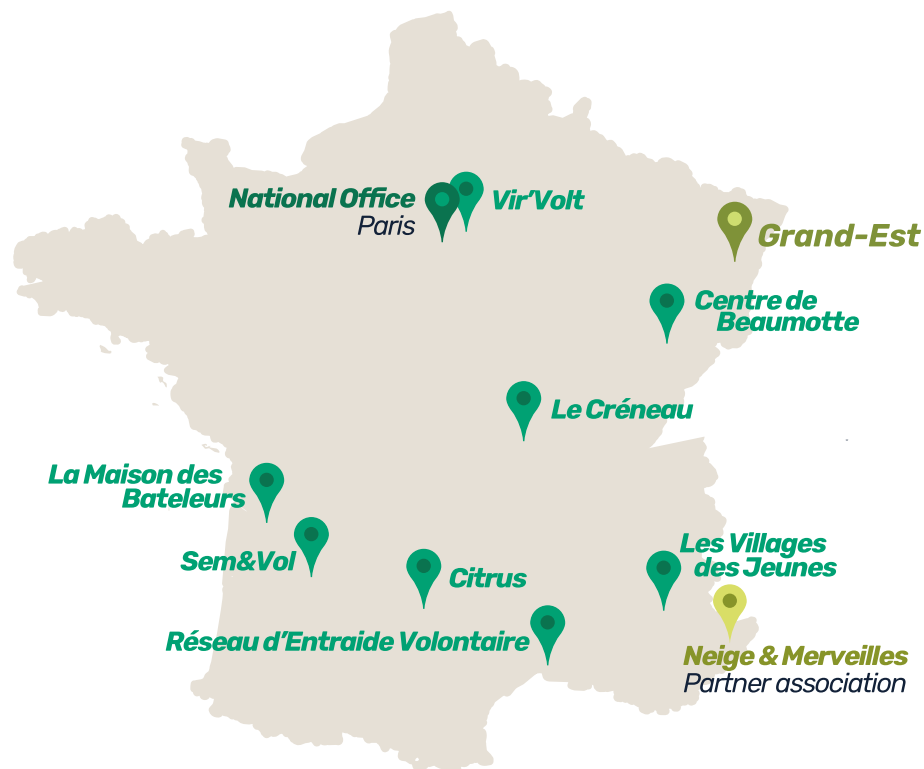 National Office
Paris
Vir'Volt
Grand-Est
Centre de
Beaumotte
Le Créneau
La Maison des
Bateleurs
Sem&Vol
Citrus
Les Villages
des Jeunes
Réseau d'Entraide Volontaire
Neige & Merveilles
Partner association